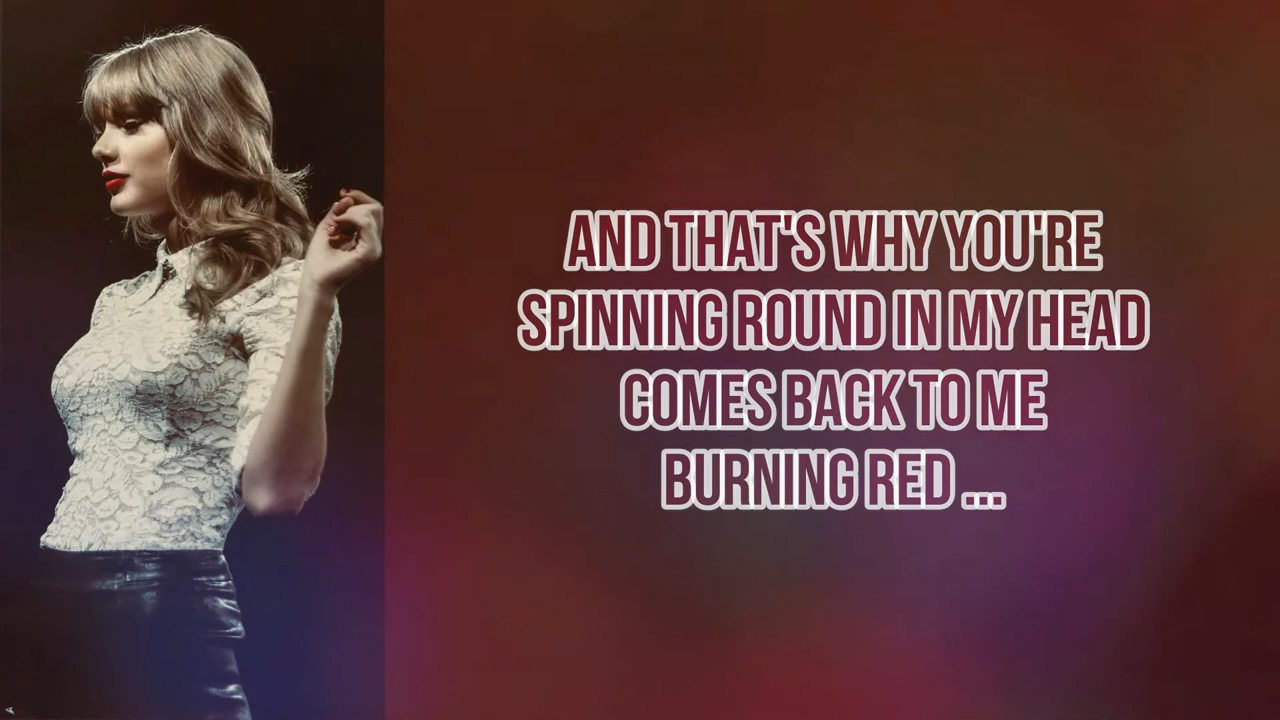 AND THAT'S WHY YOU'RE
SPINNING ROUND IN MY HEAD
COMES BACK TO ME
BURNING RED ...